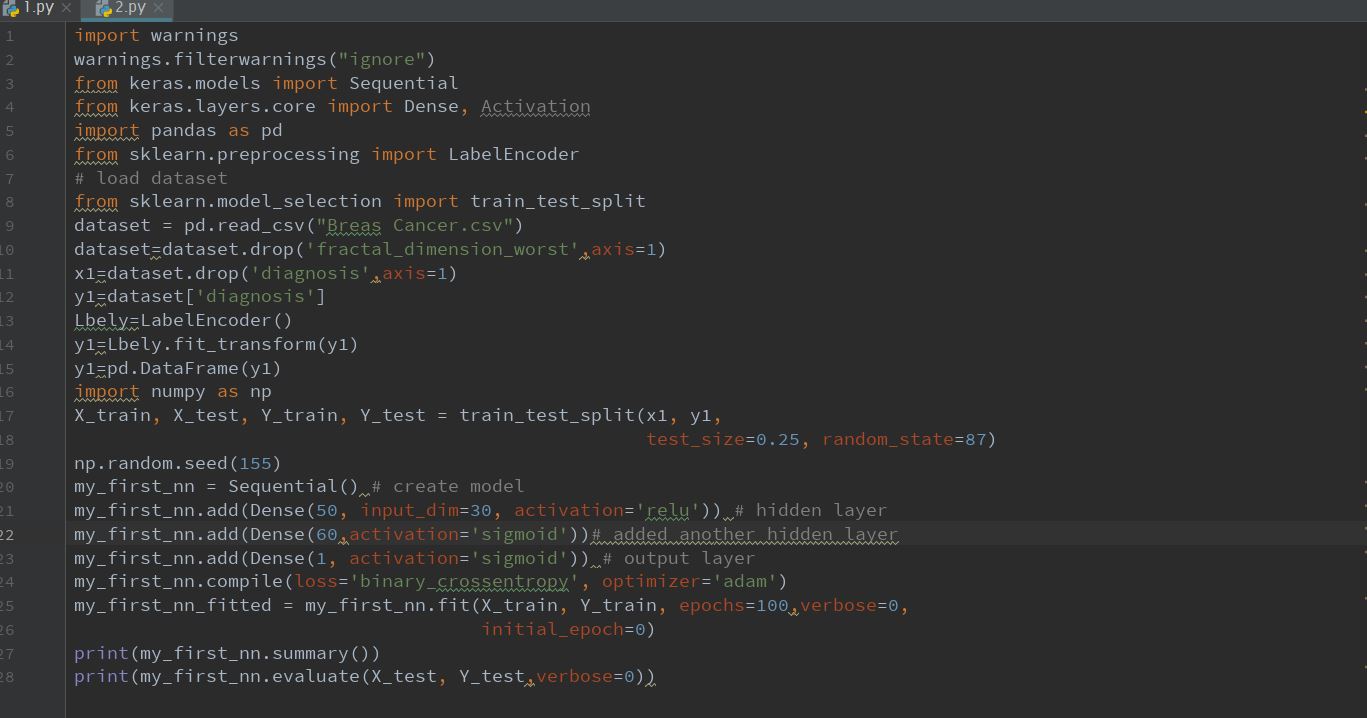 1.py × 2.py ×
1 import warnings
2 warnings.filterwarnings("ignore")
3 from keras.models import Sequential
4 from keras.layers.core import Dense, Activation
5 import pandas as pd
6 from sklearn.preprocessing import LabelEncoder
7 # load dataset
8 from sklearn.model_selection import train_test_split
9 dataset = pd.read_csv("Breas Cancer.csv")
10 dataset=dataset.drop('fractal_dimension_worst',axis=1)
11 x1=dataset.drop('diagnosis',axis=1)
12 y1=dataset['diagnosis']
13 Lbely=LabelEncoder()
14 y1=Lbely.fit_transform(y1)
15 y1=pd.DataFrame(y1)
16 import numpy as np
17 X_train, X_test, Y_train, Y_test = train_test_split(x1, y1,
18 test_size=0.25, random_state=87)
19 np.random.seed(155)
20 my_first_nn = Sequential() # create model
21 my_first_nn.add(Dense(50, input_dim=30, activation='relu')) # hidden layer
22 my_first_nn.add(Dense(60,activation='sigmoid'))# added another hidden layer
23 my_first_nn.add(Dense(1, activation='sigmoid')) # output layer
24 my_first_nn.compile(loss='binary_crossentropy', optimizer='adam')
25 my_first_nn_fitted = my_first_nn.fit(X_train, Y_train, epochs=100,verbose=0,
26 initial_epoch=0)
27 print(my_first_nn.summary())
28 print(my_first_nn.evaluate(X_test, Y_test,verbose=0))